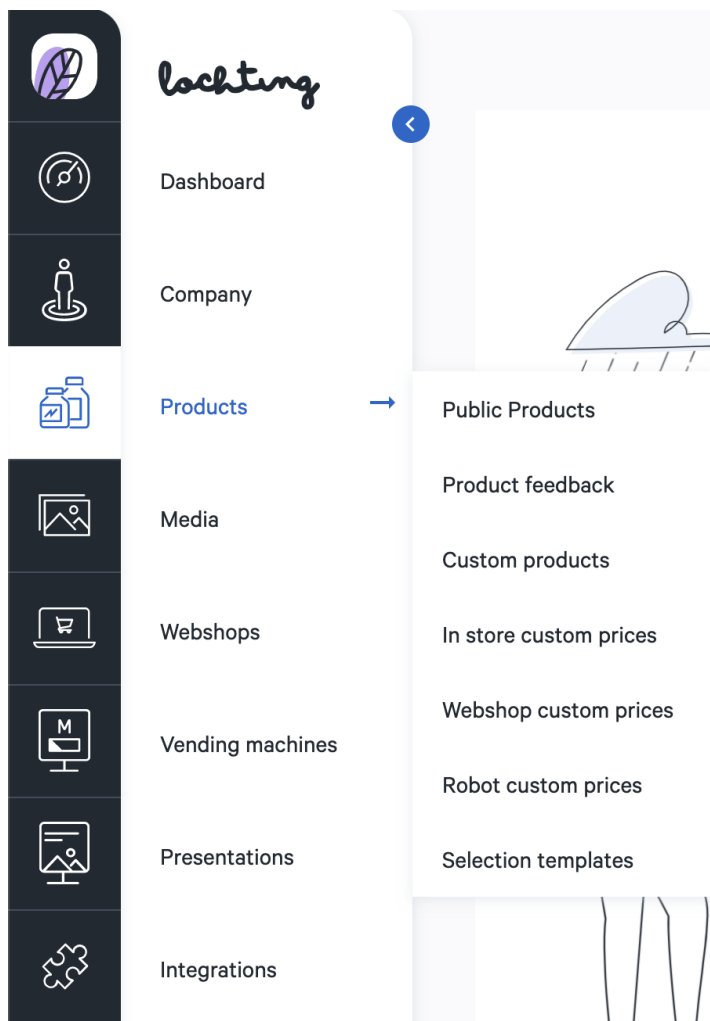 lochting
Dashboard
Company
Products
Public Products
Product feedback
Custom products
In store custom prices
Webshop custom prices
Robot custom prices
Selection templates
Media
Webshops
M
Vending machines
Presentations
Integrations